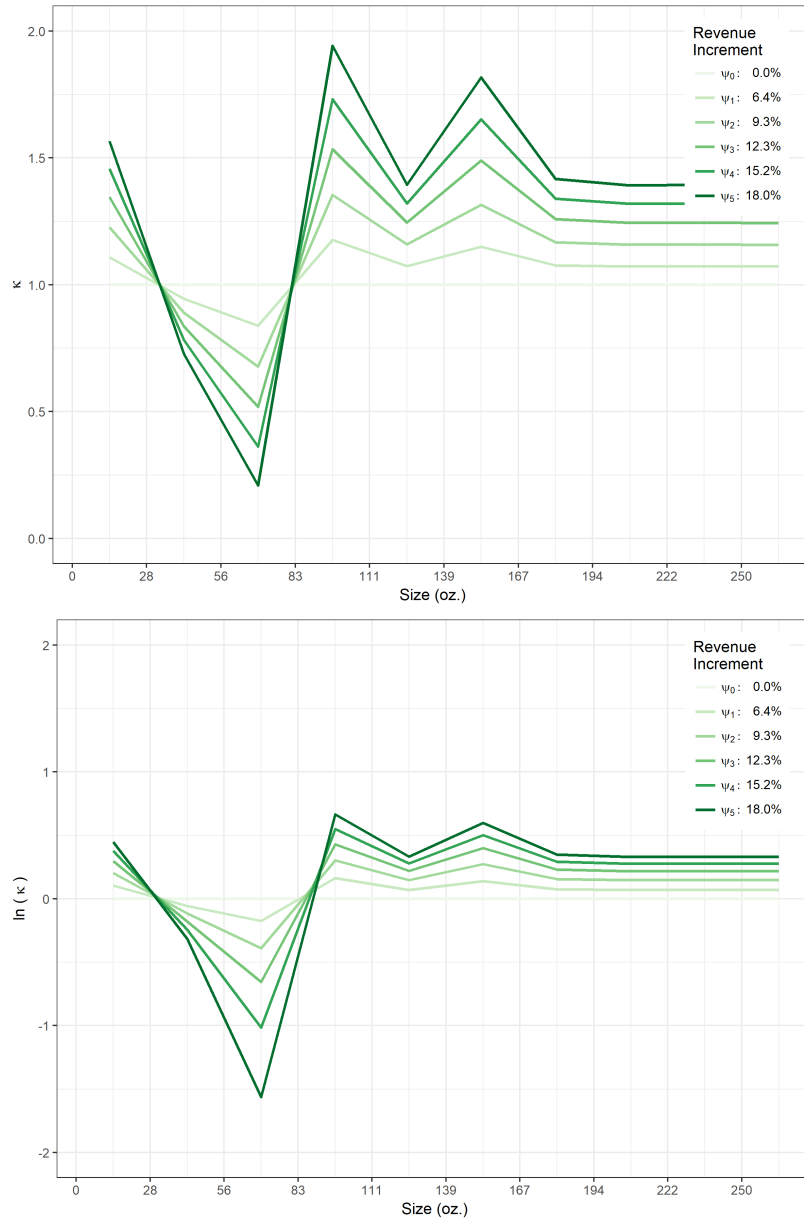 2.0
1.5
1.0
0.5
0.0
κ
Revenue
Increment
ψ0: 0.0%
ψ1: 6.4%
ψ2: 9.3%
ψ3: 12.3%
ψ4: 15.2%
ψ5: 18.0%
0 28 56 83 111 139 167 194 222 250
Size (oz.)
2
1
0
-1
-2
ln ( κ )
Revenue
Increment
ψ0: 0.0%
ψ1: 6.4%
ψ2: 9.3%
ψ3: 12.3%
ψ4: 15.2%
ψ5: 18.0%
0 28 56 83 111 139 167 194 222 250
Size (oz.)